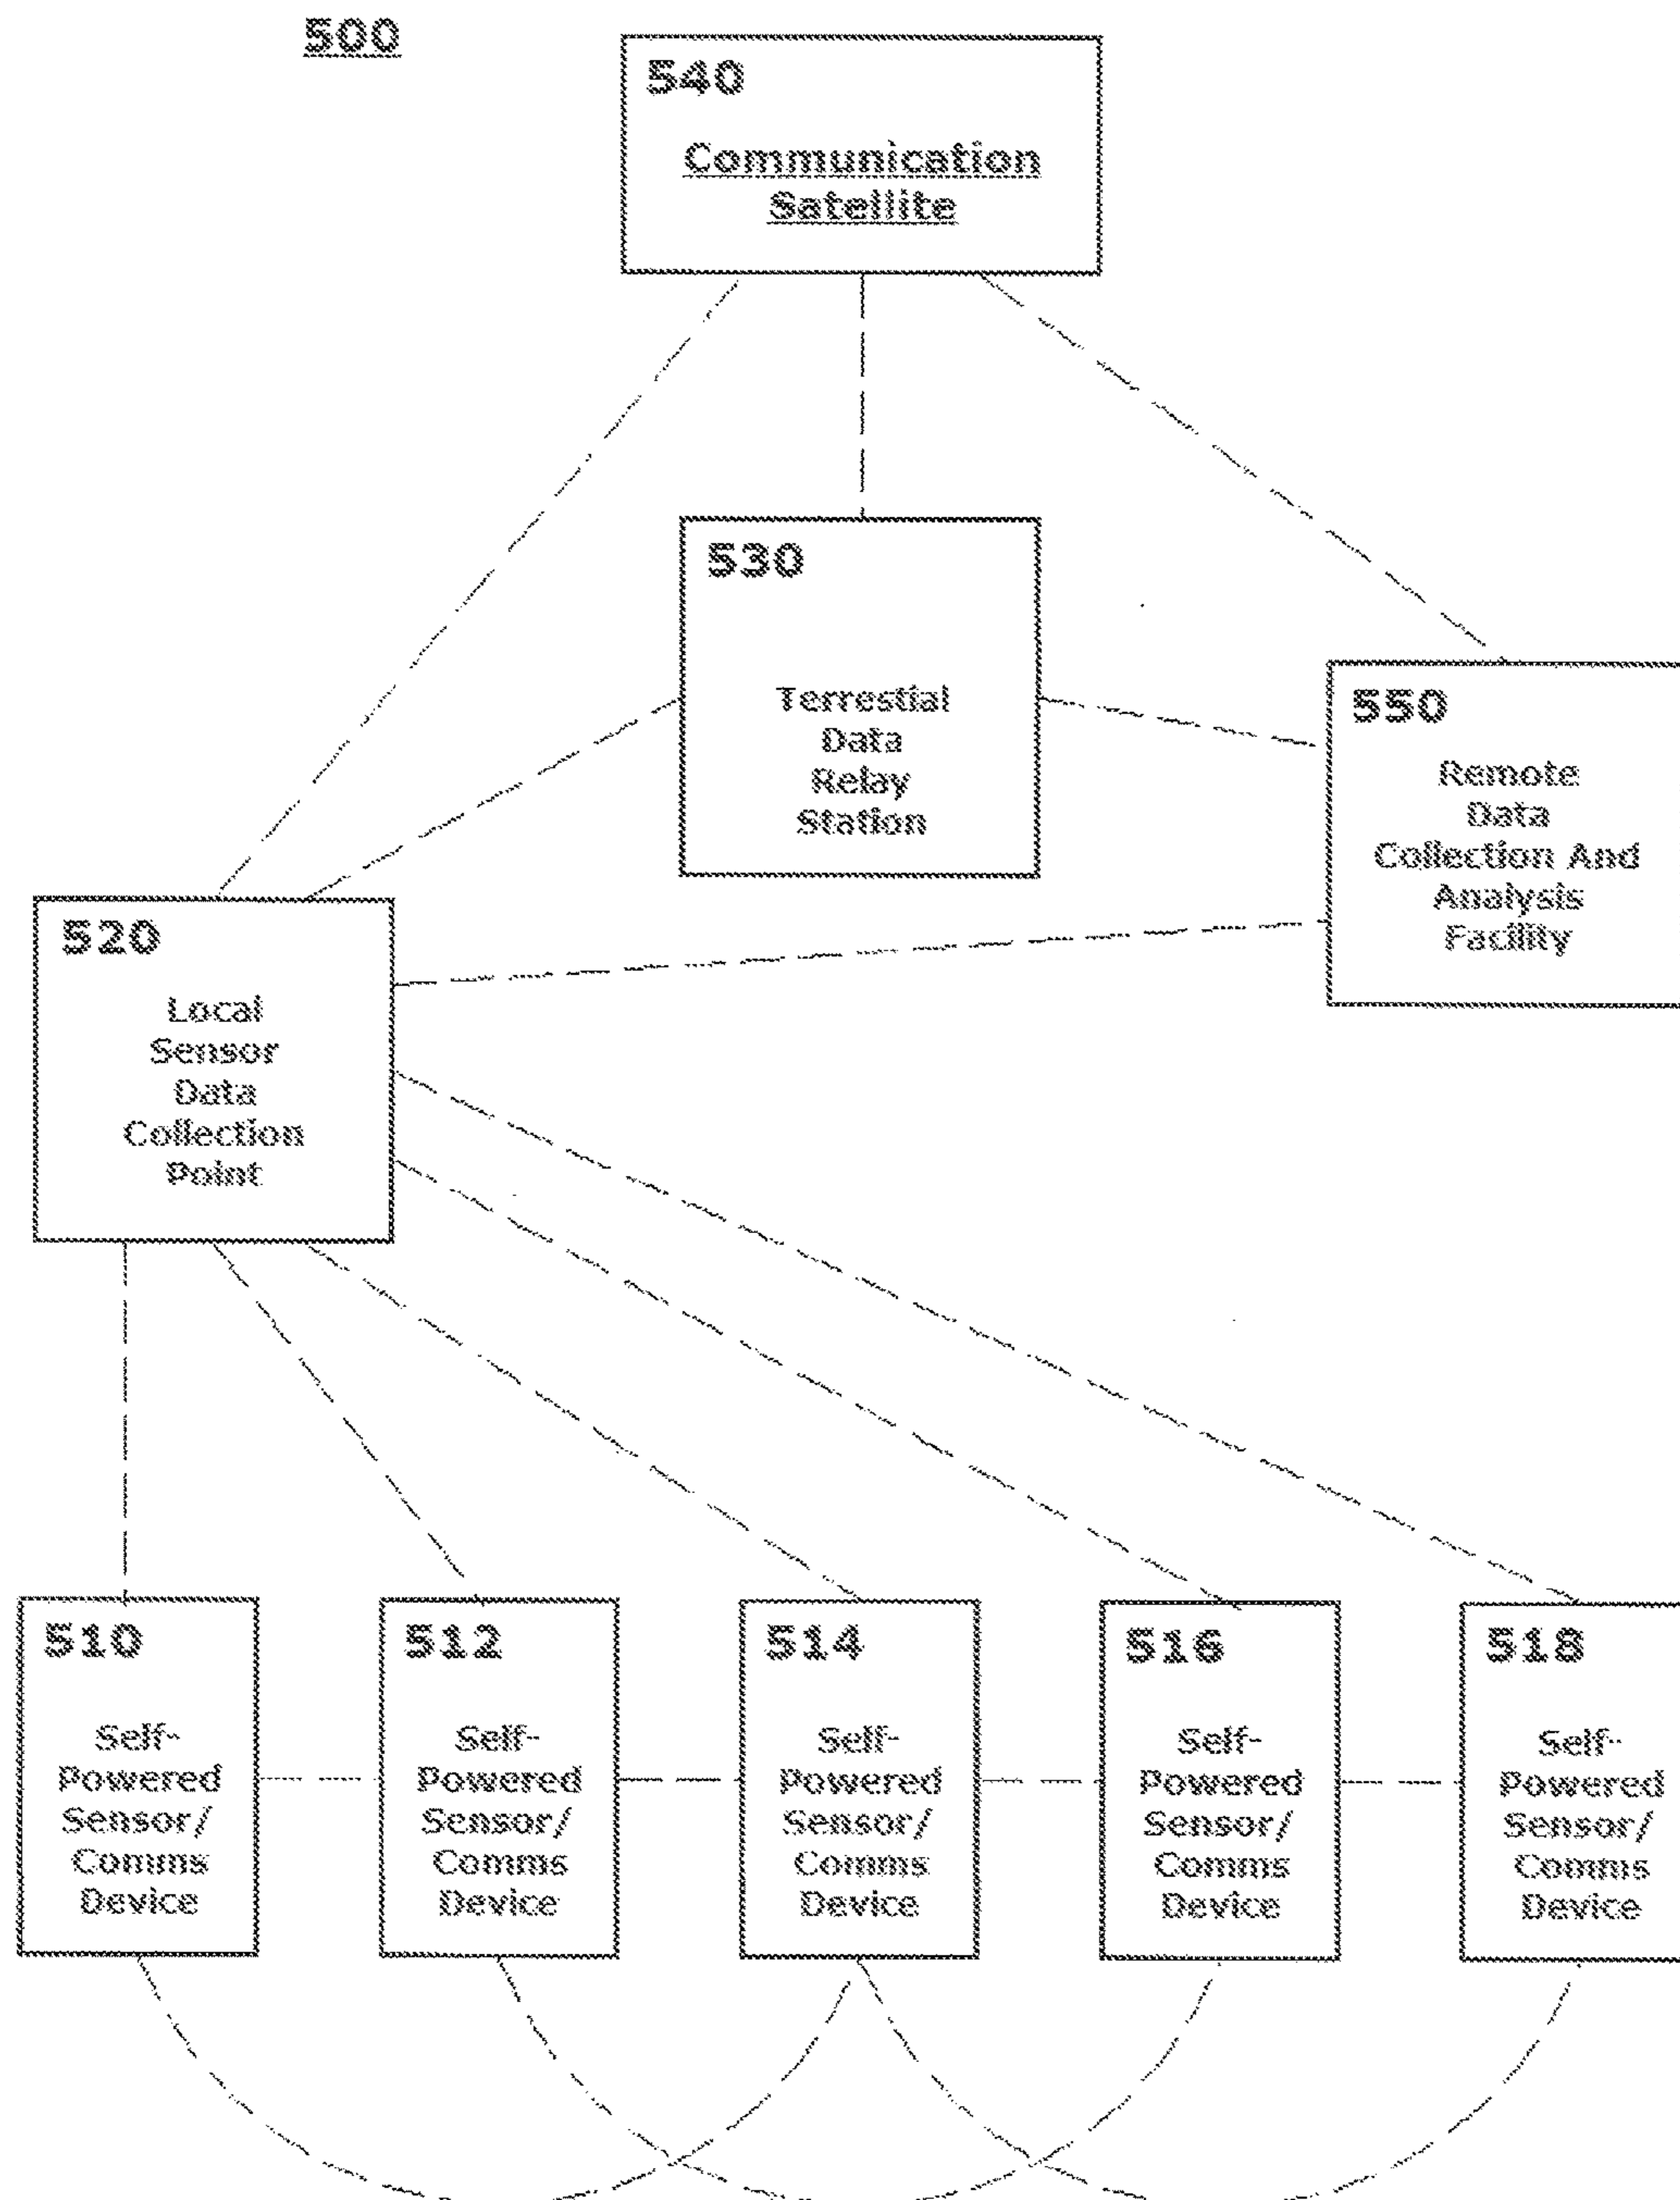 500
540
Communication
Satellite
530
Terrestial
Data
Relay
Station
550
Remote
Data
Collection And
Analysis
Facility
520
Local
Sensor
Data
Collection
Point
510
Self-
Powered
Sensor/
Comms
Device
512
Self-
Powered
Sensor/
Comms
Device
514
Self-
Powered
Sensor/
Comms
Device
516
Self-
Powered
Sensor/
Comms
Device
518
Self-
Powered
Sensor/
Comms
Device